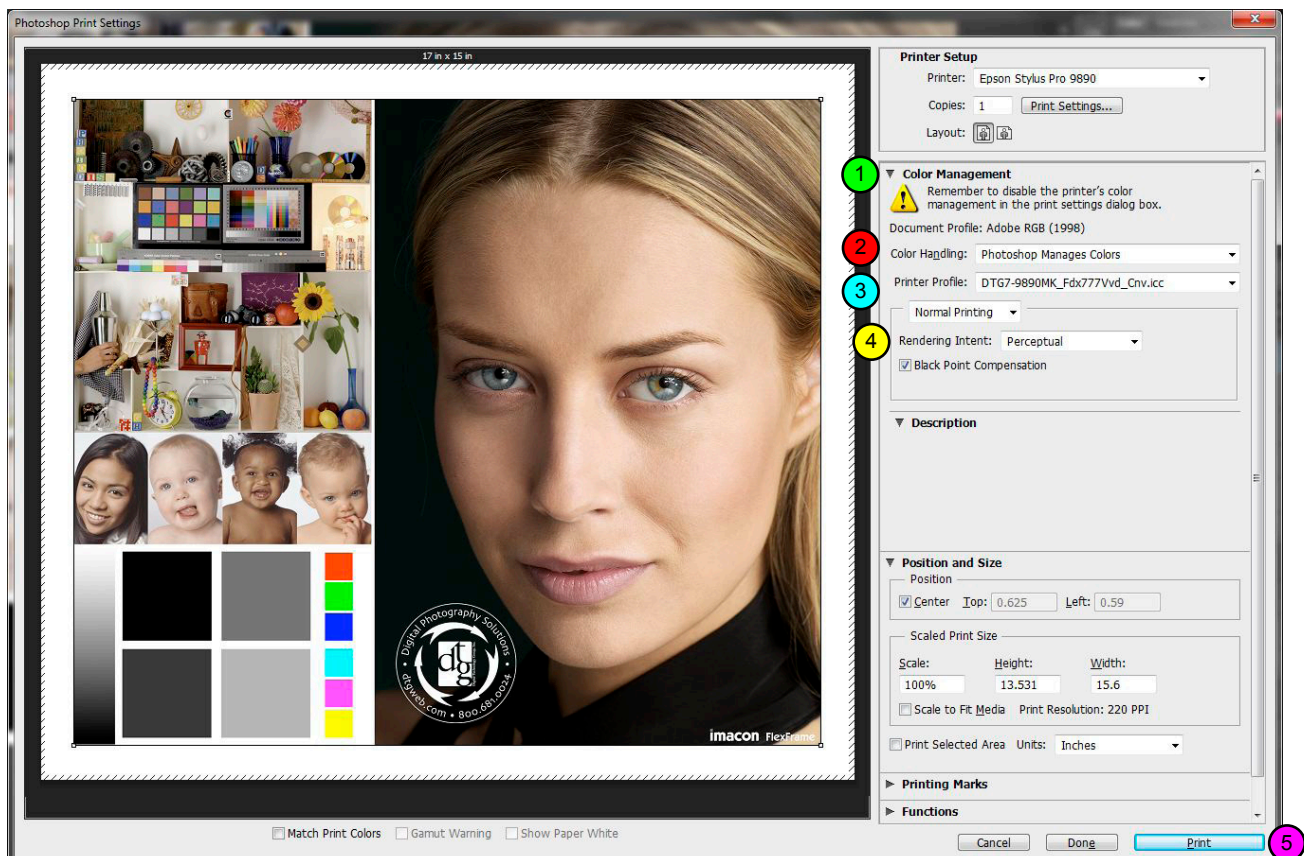 Photoshop Print Settings
17 in x 15 in
Printer Setup
Printer: Epson Stylus Pro 9890
Copies: 1 Print Settings...
Layout:
1
Color Management
Remember to disable the printer's color
management in the print settings dialog box.
Document Profile: Adobe RGB (1998)
2
Color Handling: Photoshop Manages Colors
3
Printer Profile: DTG7-9890MK_Fdx777Vvd_Cnv.icc
Normal Printing
4
Rendering Intent: Perceptual
Black Point Compensation
Description
Position and Size
Position
Center Top: 0.625 Left: 0.59
Scaled Print Size
Scale: Height: Width:
100% 13.531 15.6
Scale to Fit Media Print Resolution: 220 PPI
Print Selected Area Units: Inches
Printing Marks
Functions
Digital Photography Solutions
dtg
dtgweb.com • 800.681.0024
imacon FlexFrame
Match Print Colors Gamut Warning Show Paper White
Cancel Done Print
5